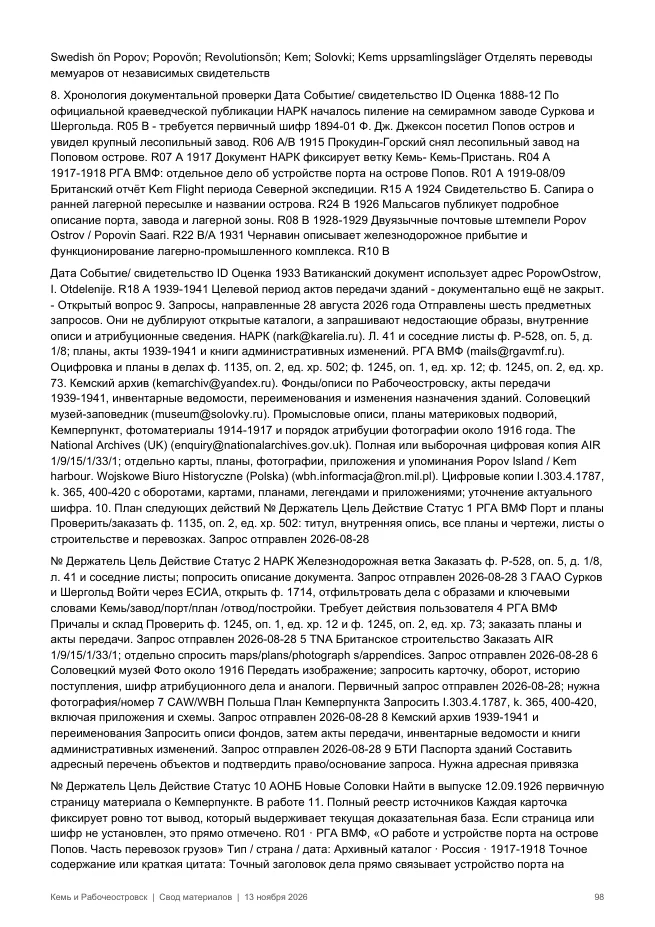 Swedish ön Popov; Popovön; Revolutionsön; Kem; Solovki; Kems uppsamlingsläger Отделять переводы
мемуаров от независимых свидетельств
8. Хронология документальной проверки Дата Событие/ свидетельство ID Оценка 1888-12 По
официальной краеведческой публикации НАРК началось пиление на семирамном заводе Суркова и
Шергольда. R05 B - требуется первичный шифр 1894-01 Ф. Дж. Джексон посетил Попов остров и
увидел крупный лесопильный завод. R06 A/B 1915 Прокудин-Горский снял лесопильный завод на
Поповом острове. R07 A 1917 Документ НАРК фиксирует ветку Кемь- Кемь-Пристань. R04 A
1917-1918 РГА ВМФ: отдельное дело об устройстве порта на острове Попов. R01 A 1919-08/09
Британский отчёт Kem Flight периода Северной экспедиции. R15 A 1924 Свидетельство Б. Сапира о
ранней лагерной пересылке и названии острова. R24 B 1926 Мальсагов публикует подробное
описание порта, завода и лагерной зоны. R08 B 1928-1929 Двуязычные почтовые штемпели Popov
Ostrov / Popovin Saari. R22 B/A 1931 Чернавин описывает железнодорожное прибытие и
функционирование лагерно-промышленного комплекса. R10 B
Дата Событие/ свидетельство ID Оценка 1933 Ватиканский документ использует адрес PopowOstrow,
I. Otdelenije. R18 A 1939-1941 Целевой период актов передачи зданий - документально ещё не закрыт.
- Открытый вопрос 9. Запросы, направленные 28 августа 2026 года Отправлены шесть предметных
запросов. Они не дублируют открытые каталоги, а запрашивают недостающие образы, внутренние
описи и атрибуционные сведения. НАРК (nark@karelia.ru). Л. 41 и соседние листы ф. Р-528, оп. 5, д.
1/8; планы, акты 1939-1941 и книги административных изменений. РГА ВМФ (mails@rgavmf.ru).
Оцифровка и планы в делах ф. 1135, оп. 2, ед. хр. 502; ф. 1245, оп. 1, ед. хр. 12; ф. 1245, оп. 2, ед. хр.
73. Кемский архив (kemarchiv@yandex.ru). Фонды/описи по Рабочеостровску, акты передачи
1939-1941, инвентарные ведомости, переименования и изменения назначения зданий. Соловецкий
музей-заповедник (museum@solovky.ru). Промысловые описи, планы материковых подворий,
Кемперпункт, фотоматериалы 1914-1917 и порядок атрибуции фотографии около 1916 года. The
National Archives (UK) (enquiry@nationalarchives.gov.uk). Полная или выборочная цифровая копия AIR
1/9/15/1/33/1; отдельно карты, планы, фотографии, приложения и упоминания Popov Island / Kem
harbour. Wojskowe Biuro Historyczne (Polska) (wbh.informacja@ron.mil.pl). Цифровые копии I.303.4.1787,
k. 365, 400-420 с оборотами, картами, планами, легендами и приложениями; уточнение актуального
шифра. 10. План следующих действий № Держатель Цель Действие Статус 1 РГА ВМФ Порт и планы
Проверить/заказать ф. 1135, оп. 2, ед. хр. 502: титул, внутренняя опись, все планы и чертежи, листы о
строительстве и перевозках. Запрос отправлен 2026-08-28
№ Держатель Цель Действие Статус 2 НАРК Железнодорожная ветка Заказать ф. Р-528, оп. 5, д. 1/8,
л. 41 и соседние листы; попросить описание документа. Запрос отправлен 2026-08-28 3 ГААО Сурков
и Шергольд Войти через ЕСИА, открыть ф. 1714, отфильтровать дела с образами и ключевыми
словами Кемь/завод/порт/план /отвод/постройки. Требует действия пользователя 4 РГА ВМФ
Причалы и склад Проверить ф. 1245, оп. 1, ед. хр. 12 и ф. 1245, оп. 2, ед. хр. 73; заказать планы и
акты передачи. Запрос отправлен 2026-08-28 5 TNA Британское строительство Заказать AIR
1/9/15/1/33/1; отдельно спросить maps/plans/photograph s/appendices. Запрос отправлен 2026-08-28 6
Соловецкий музей Фото около 1916 Передать изображение; запросить карточку, оборот, историю
поступления, шифр атрибуционного дела и аналоги. Первичный запрос отправлен 2026-08-28; нужна
фотография/номер 7 CAW/WBH Польша План Кемперпункта Запросить I.303.4.1787, k. 365, 400-420,
включая приложения и схемы. Запрос отправлен 2026-08-28 8 Кемский архив 1939-1941 и
переименования Запросить описи фондов, затем акты передачи, инвентарные ведомости и книги
административных изменений. Запрос отправлен 2026-08-28 9 БТИ Паспорта зданий Составить
адресный перечень объектов и подтвердить право/основание запроса. Нужна адресная привязка
№ Держатель Цель Действие Статус 10 АОНБ Новые Соловки Найти в выпуске 12.09.1926 первичную
страницу материала о Кемперпункте. В работе 11. Полный реестр источников Каждая карточка
фиксирует ровно тот вывод, который выдерживает текущая доказательная база. Если страница или
шифр не установлен, это прямо отмечено. R01 · РГА ВМФ, «О работе и устройстве порта на острове
Попов. Часть перевозок грузов» Тип / страна / дата: Архивный каталог · Россия · 1917-1918 Точное
содержание или краткая цитата: Точный заголовок дела прямо связывает устройство порта на
Кемь и Рабочеостровск | Свод материалов | 13 ноября 2026
98